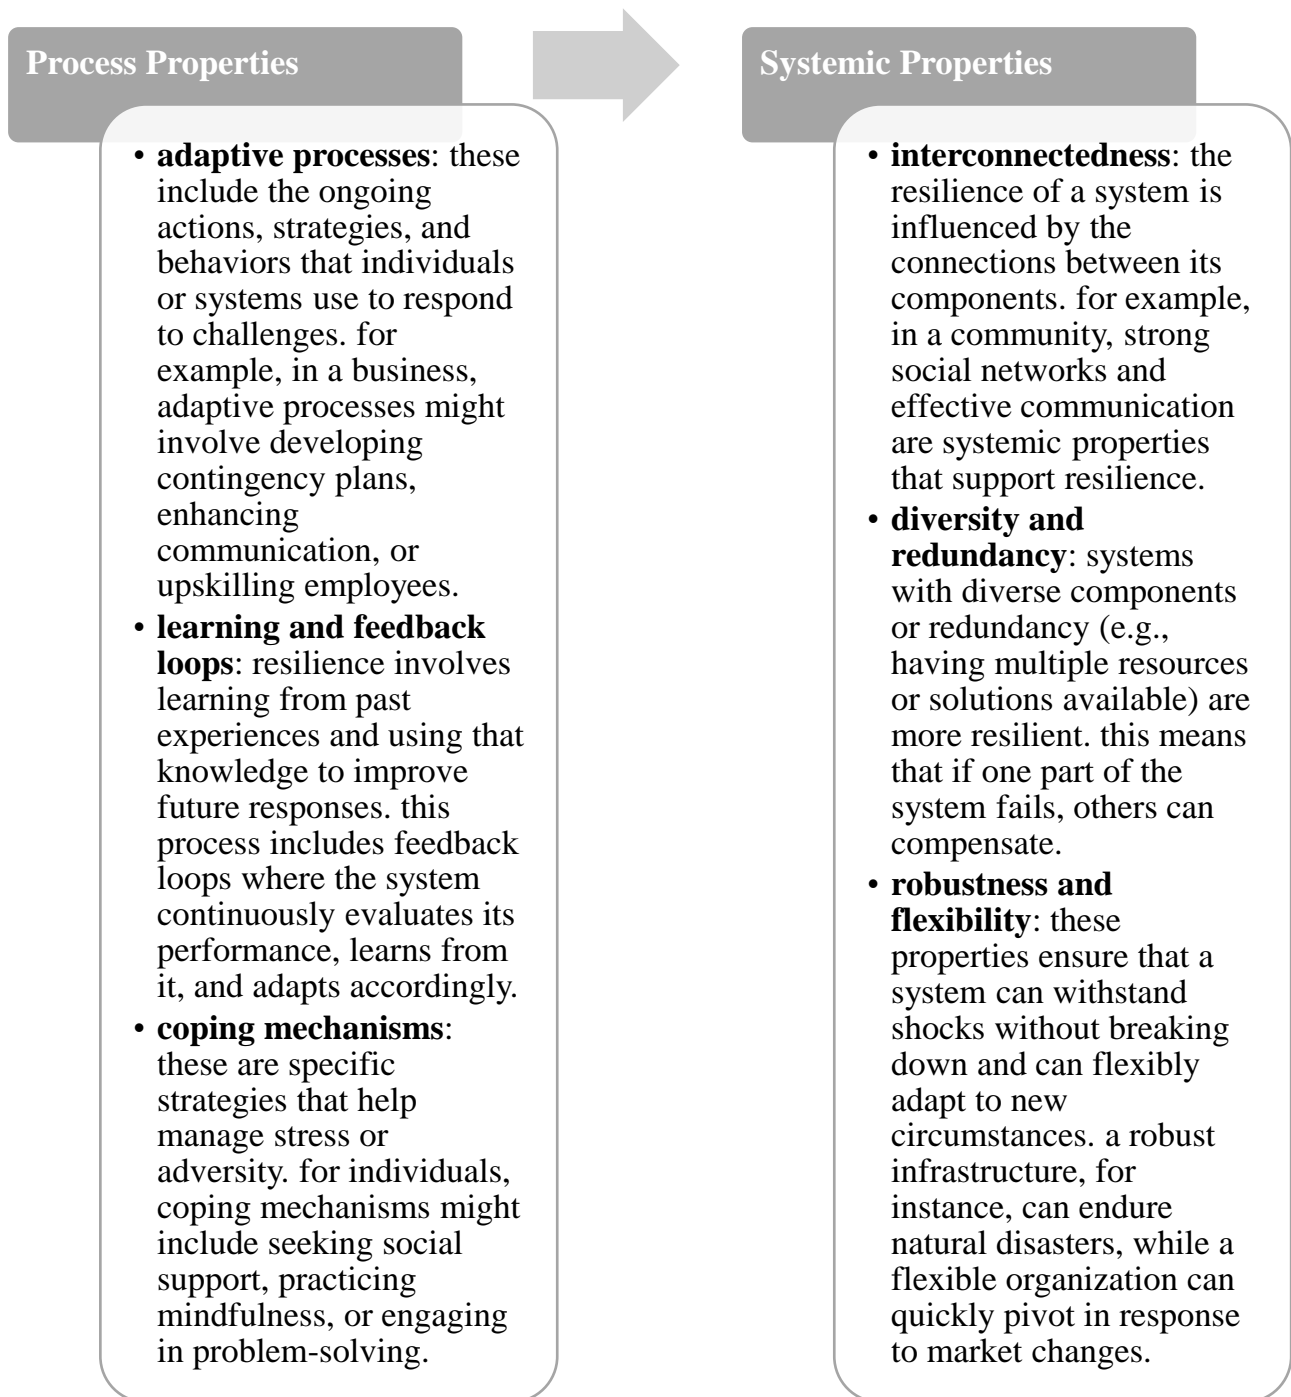 Process Properties
• adaptive processes: these
include the ongoing
actions, strategies, and
behaviors that individuals
or systems use to respond
to challenges. for
example, in a business,
adaptive processes might
involve developing
contingency plans,
enhancing
communication, or
upskilling employees.
• learning and feedback
loops: resilience involves
learning from past
experiences and using that
knowledge to improve
future responses. this
process includes feedback
loops where the system
continuously evaluates its
performance, learns from
it, and adapts accordingly.
• coping mechanisms:
these are specific
strategies that help
manage stress or
adversity. for individuals,
coping mechanisms might
include seeking social
support, practicing
mindfulness, or engaging
in problem-solving.
Systemic Properties
• interconnectedness: the
resilience of a system is
influenced by the
connections between its
components. for example,
in a community, strong
social networks and
effective communication
are systemic properties
that support resilience.
• diversity and
redundancy: systems
with diverse components
or redundancy (e.g.,
having multiple resources
or solutions available) are
more resilient. this means
that if one part of the
system fails, others can
compensate.
• robustness and
flexibility: these
properties ensure that a
system can withstand
shocks without breaking
down and can flexibly
adapt to new
circumstances. a robust
infrastructure, for
instance, can endure
natural disasters, while a
flexible organization can
quickly pivot in response
to market changes.